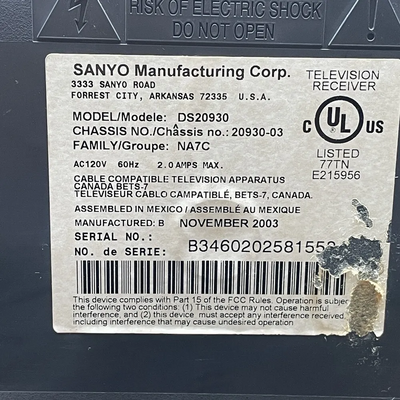 RISK OF ELECTRIC SHOCK
DO NOT OPEN
SANYO Manufacturing Corp.
3333 SANYO ROAD
FORREST CITY, ARKANSAS 72335 U.S.A.
TELEVISION
RECEIVER
MODEL/Modele: DS20930
CHASSIS NO./Châssis no.: 20930-03
FAMILY/Groupe: NA7C
AC120V 60Hz 2.0 AMPS MAX.
C UL US
LISTED
77TN
E215956
CABLE COMPATIBLE TELEVISION APPARATUS
CANADA BETS-7
TELEVISEUR CABLO CAMPATIBLÉ, BETS-7, CANADA.
ASSEMBLED IN MEXICO / ASSEMBLÉ AU MEXIQUE
MANUFACTURED: B NOVEMBER 2003
SERIAL NO.:
NO. de SERIE:
This device complies with Part 15 of the FCC Rules. Operation is subject
the following two conditions: (1) This device may not cause harmful
interference, and (2) this device must accept any interference
including interference that may cause undesired